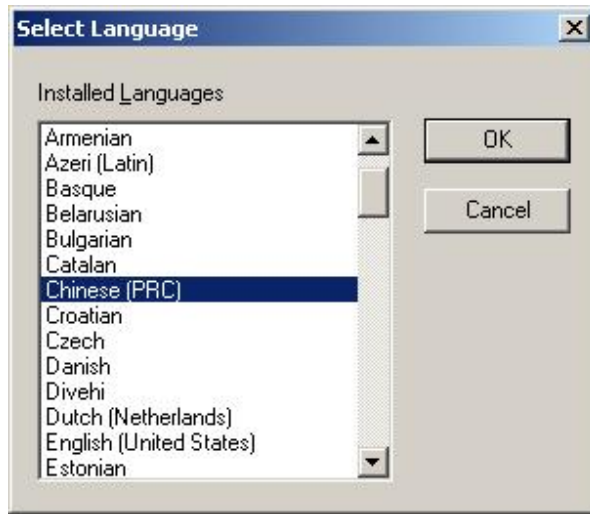 Select Language
Installed Languages
Armenian
Azeri (Latin)
Basque
Belarusian
Bulgarian
Catalan
Chinese (PRC)
Croatian
Czech
Danish
Divehi
Dutch (Netherlands)
English (United States)
Estonian
OK
Cancel